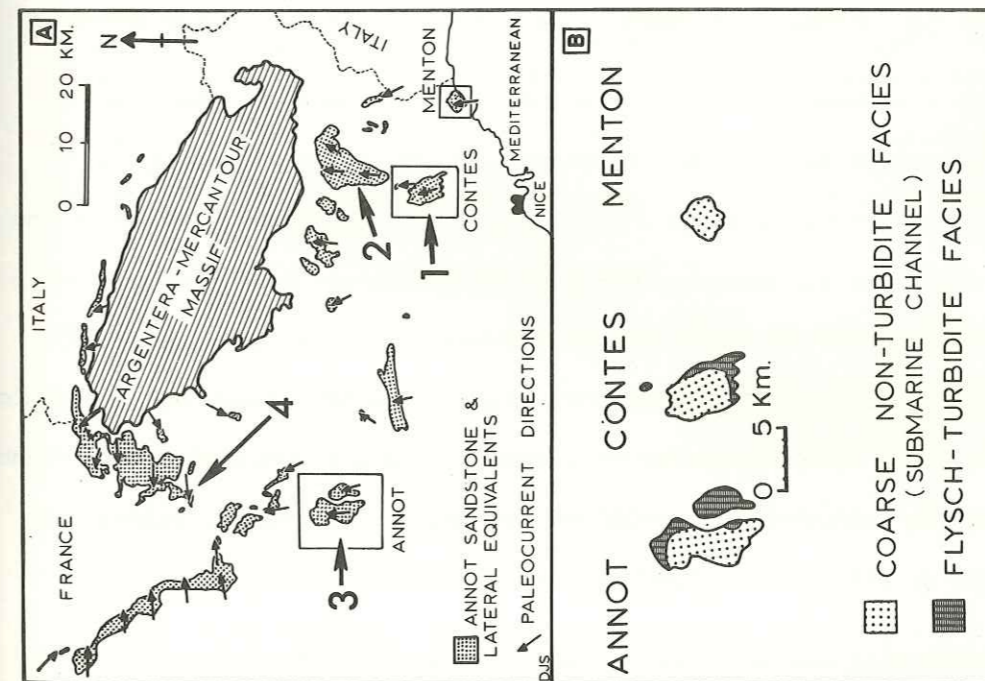 A
N
0 10 20 KM.
ITALY
FRANCE
ITALY
ARGENTERA-MERCANTOUR
MASSIF
4
2
1
3
ANNOT
CONTES
MENTON
NICE
MEDITERRANEAN
ANNOT SANDSTONE &
LATERAL EQUIVALENTS
PALEOCURRENT DIRECTIONS
DJS
B
ANNOT CONTES MENTON
0 5 Km.
COARSE NON-TURBIDITE FACIES
(SUBMARINE CHANNEL)
FLYSCH-TURBIDITE FACIES